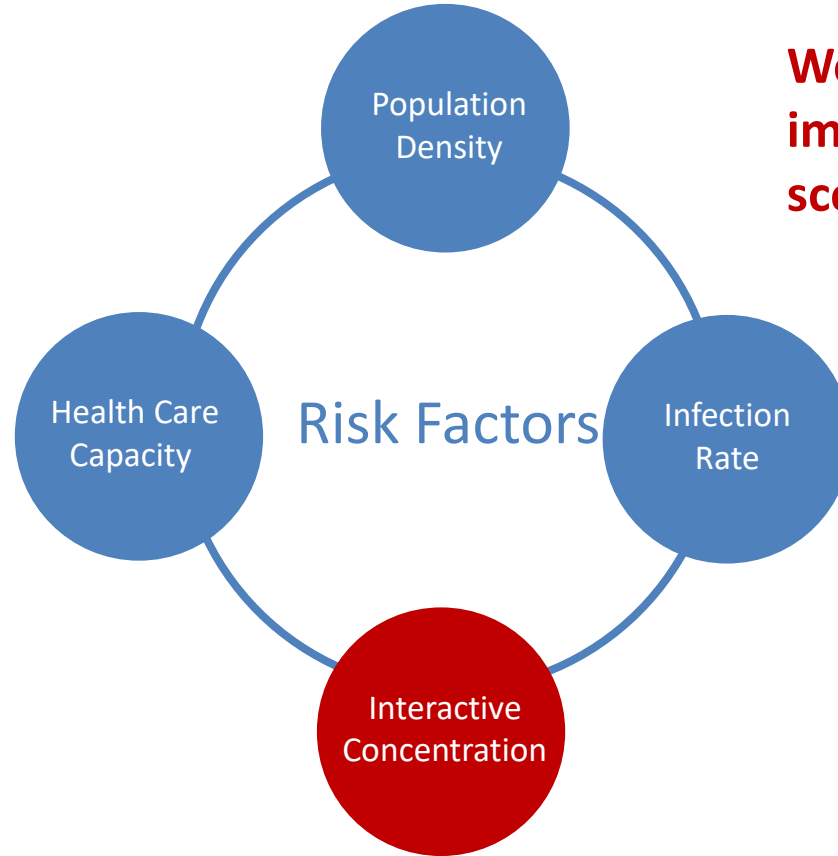 Population
Density
Health Care
Capacity
Risk Factors
Infection
Rate
Interactive
Concentration